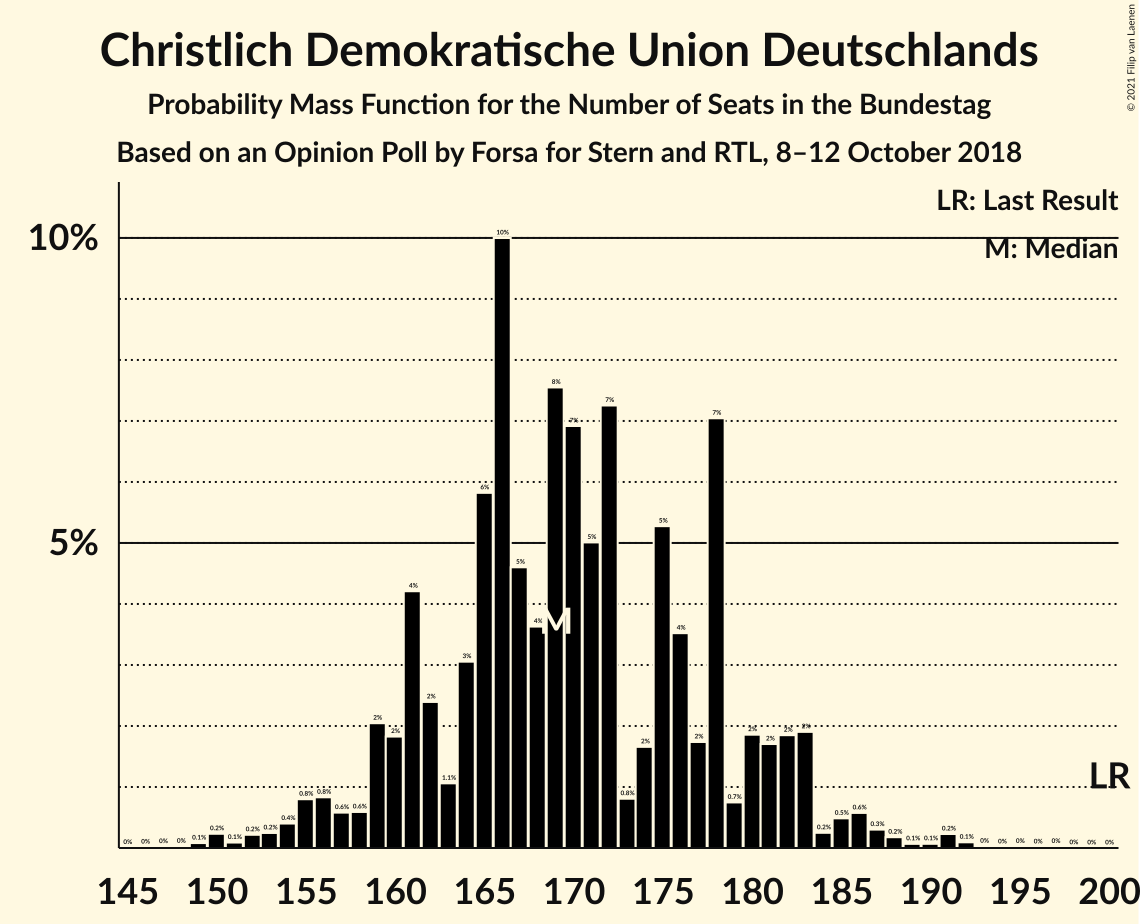 Christlich Demokratische Union Deutschlands
Probability Mass Function for the Number of Seats in the Bundestag
Based on an Opinion Poll by Forsa for Stern and RTL, 8–12 October 2018
© 2021 Filip van Laenen
LR: Last Result
M: Median
10%
5%
0% 0% 0% 0% 0.1% 0.2% 0.1% 0.2% 0.2% 0.4% 0.8% 0.8% 0.6% 0.6% 2% 2% 4% 2% 1.1% 3% 6% 10% 5% 4% 8% 7% 5% 7% 0.8% 2% 5% 4% 2% 7% 0.7% 2% 2% 2% 2% 0.2% 0.5% 0.6% 0.3% 0.2% 0.1% 0.1% 0.2% 0.1% 0% 0% 0% 0% 0% 0% 0% 0%
M
LR
145 150 155 160 165 170 175 180 185 190 195 200